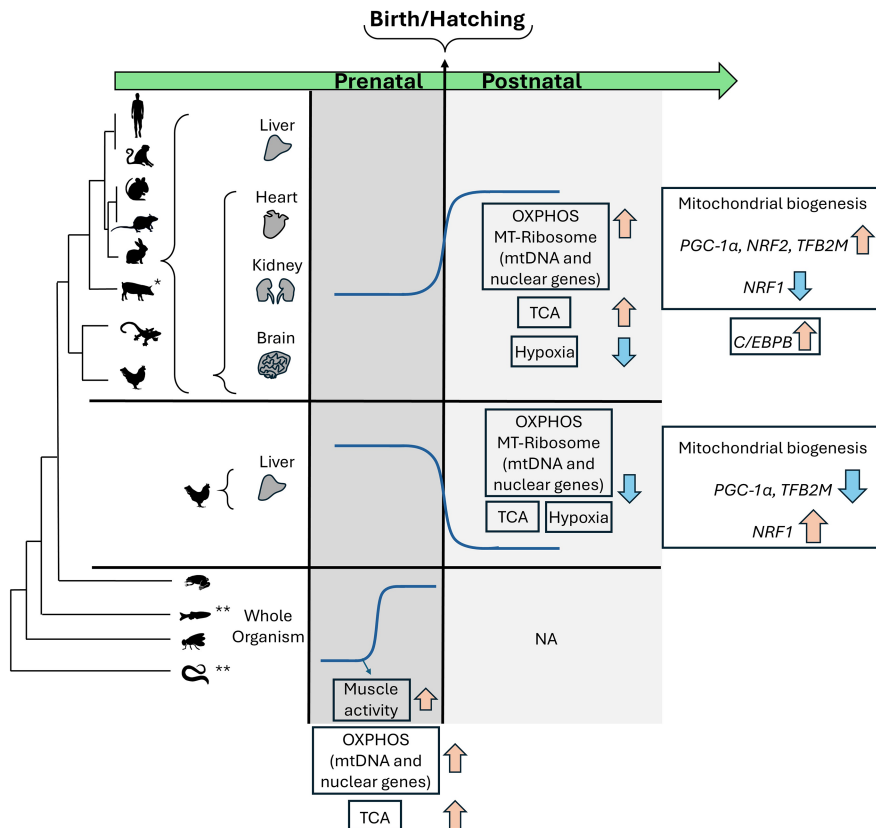 Birth/Hatching
Prenatal
Postnatal
Liver
Heart
Kidney
Brain
*
OXPHOS
MT-Ribosome
(mtDNA and
nuclear genes)
TCA
Hypoxia
Mitochondrial biogenesis
PGC-1α, NRF2, TFB2M
NRF1
C/EBPB
Liver
OXPHOS
MT-Ribosome
(mtDNA and
nuclear genes)
TCA
Hypoxia
Mitochondrial biogenesis
PGC-1α, TFB2M
NRF1
**
**
Whole
Organism
NA
Muscle
activity
OXPHOS
(mtDNA and
nuclear genes)
TCA